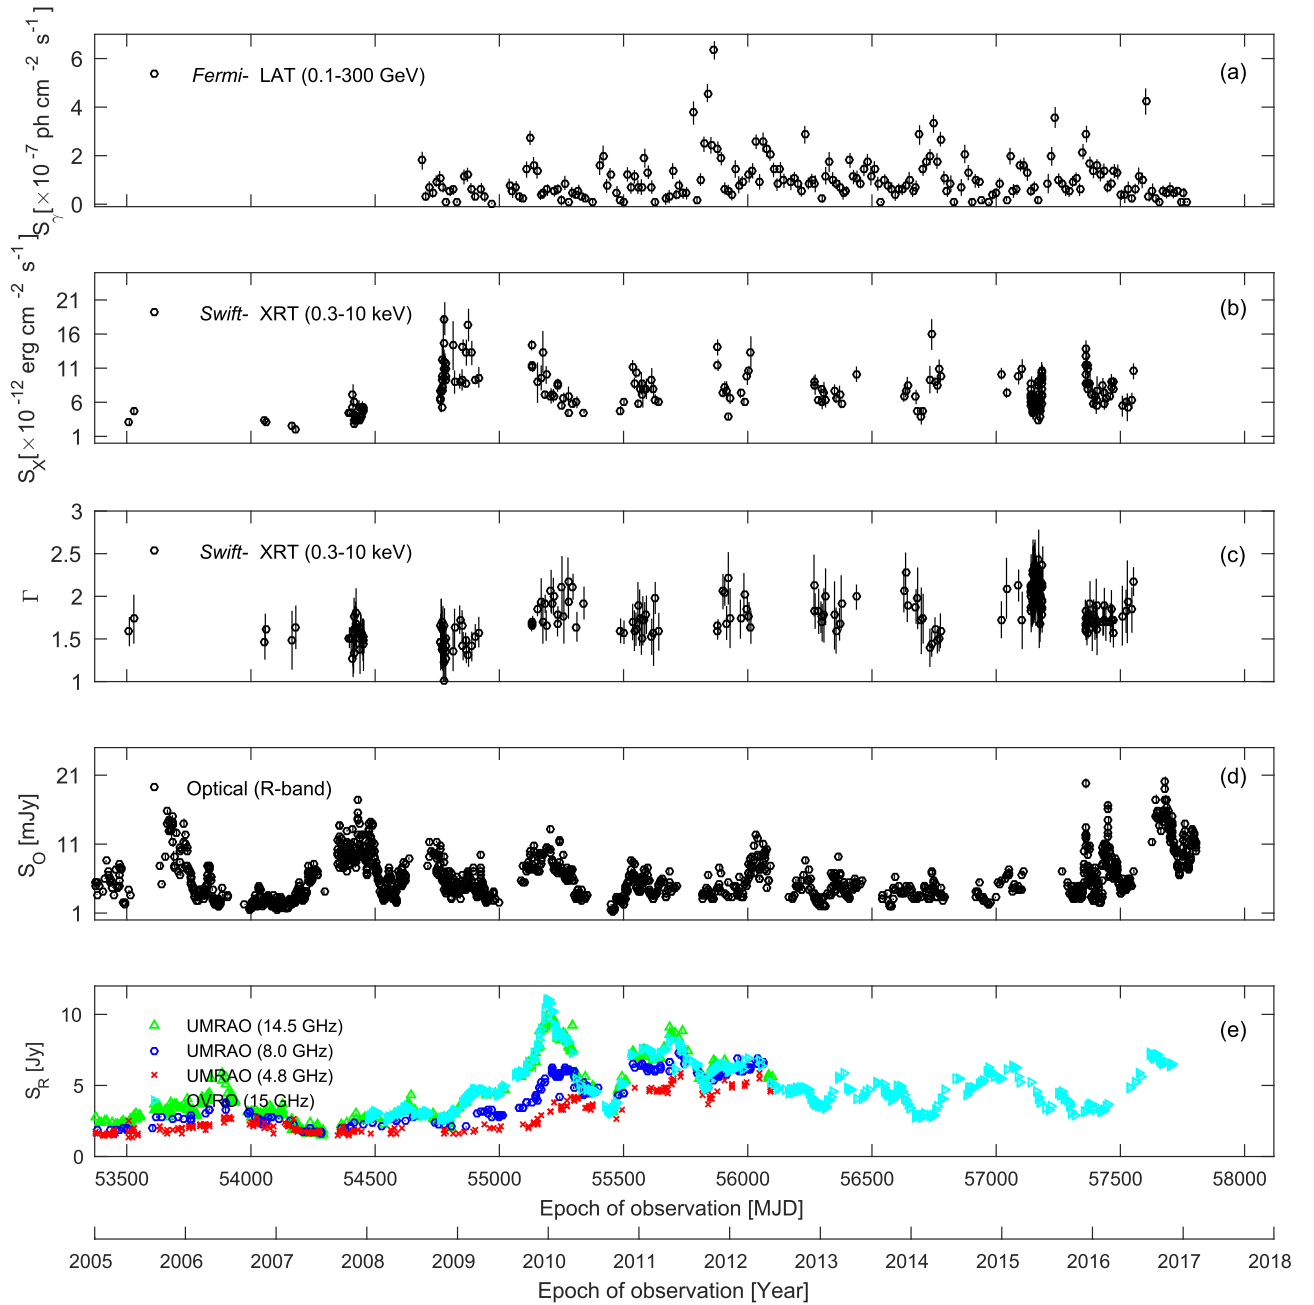 S_γ[×10^-7 ph cm^-2 s^-1]
6
4
2
0
Fermi- LAT (0.1-300 GeV)
(a)
S_X[×10^-12 erg cm^-2 s^-1]
21
16
11
6
1
Swift- XRT (0.3-10 keV)
(b)
Γ
3
2.5
2
1.5
1
Swift- XRT (0.3-10 keV)
(c)
S_O [mJy]
21
11
1
Optical (R-band)
(d)
S_R [Jy]
10
5
0
UMRAO (14.5 GHz)
UMRAO (8.0 GHz)
UMRAO (4.8 GHz)
OVRO (15 GHz)
(e)
53500 54000 54500 55000 55500 56000 56500 57000 57500 58000
Epoch of observation [MJD]
2005 2006 2007 2008 2009 2010 2011 2012 2013 2014 2015 2016 2017 2018
Epoch of observation [Year]